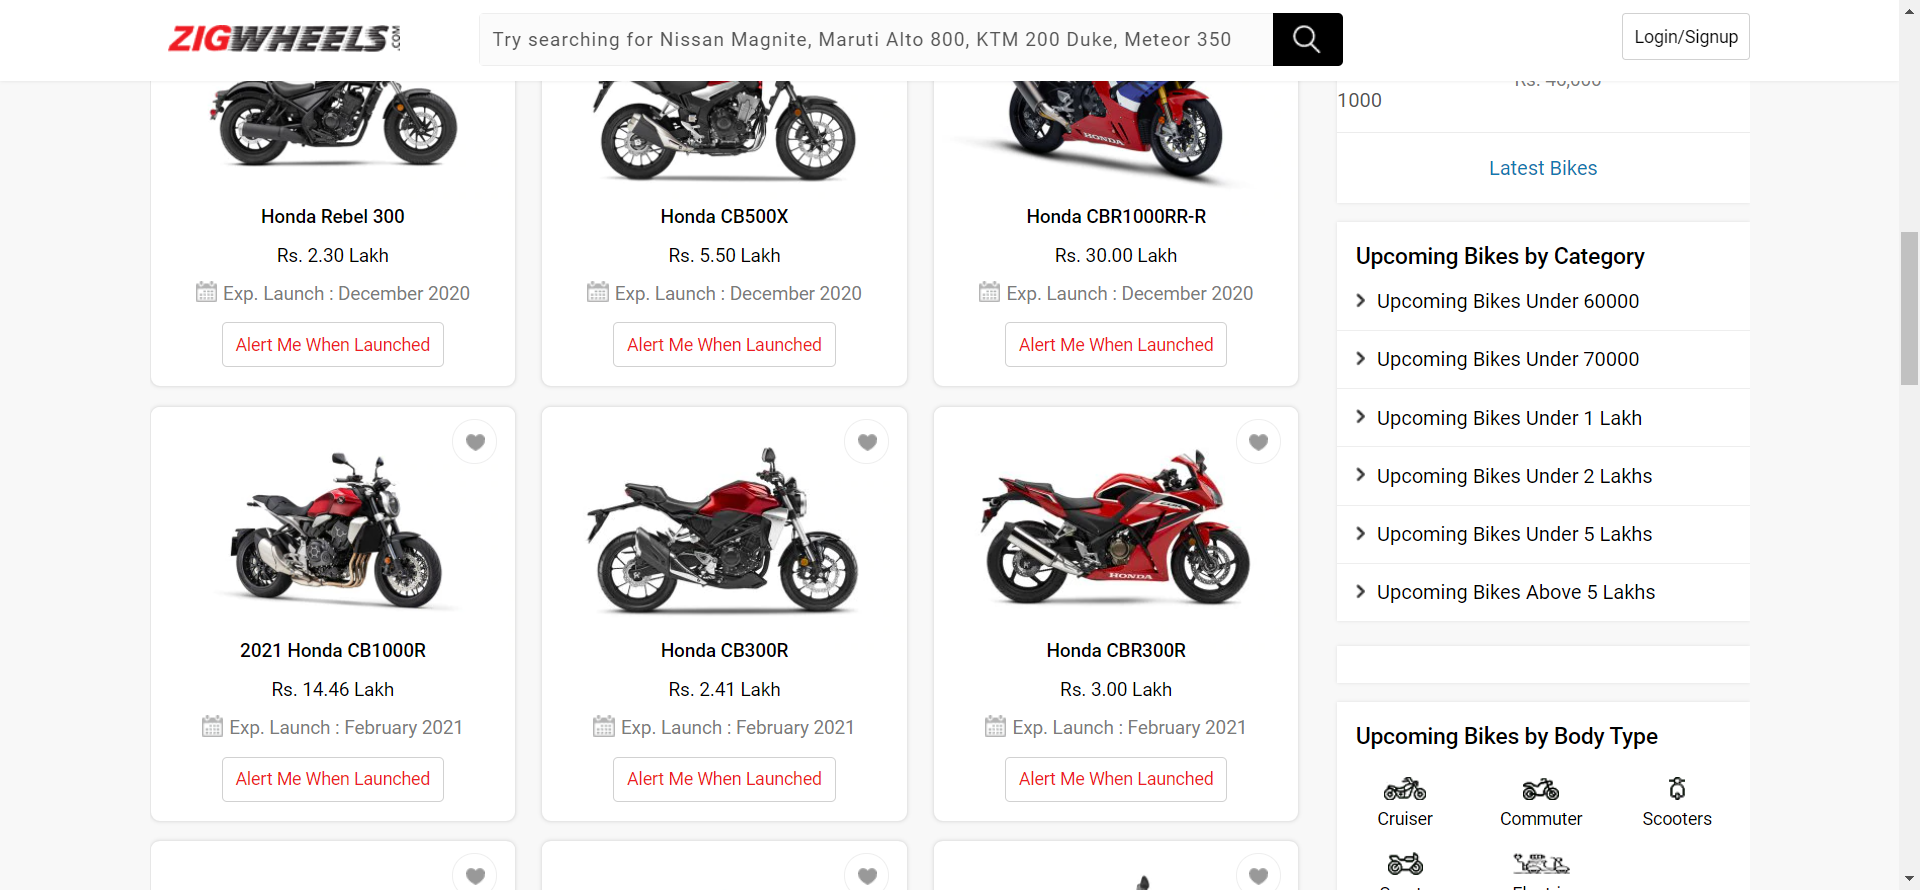 ZIGWHEELS.COM
Try searching for Nissan Magnite, Maruti Alto 800, KTM 200 Duke, Meteor 350
Login/Signup
Honda Rebel 300
Rs. 2.30 Lakh
Exp. Launch : December 2020
Alert Me When Launched
HONDA
Honda CB500X
Rs. 5.50 Lakh
Exp. Launch : December 2020
Alert Me When Launched
Honda CBR1000RR-R
Rs. 30.00 Lakh
Exp. Launch : December 2020
Alert Me When Launched
2021 Honda CB1000R
Rs. 14.46 Lakh
Exp. Launch : February 2021
Alert Me When Launched
Honda CB300R
Rs. 2.41 Lakh
Exp. Launch : February 2021
Alert Me When Launched
HONDA
Honda CBR300R
Rs. 3.00 Lakh
Exp. Launch : February 2021
Alert Me When Launched
1000
Latest Bikes
Upcoming Bikes by Category
Upcoming Bikes Under 60000
Upcoming Bikes Under 70000
Upcoming Bikes Under 1 Lakh
Upcoming Bikes Under 2 Lakhs
Upcoming Bikes Under 5 Lakhs
Upcoming Bikes Above 5 Lakhs
Upcoming Bikes by Body Type
Cruiser
Commuter
Scooters